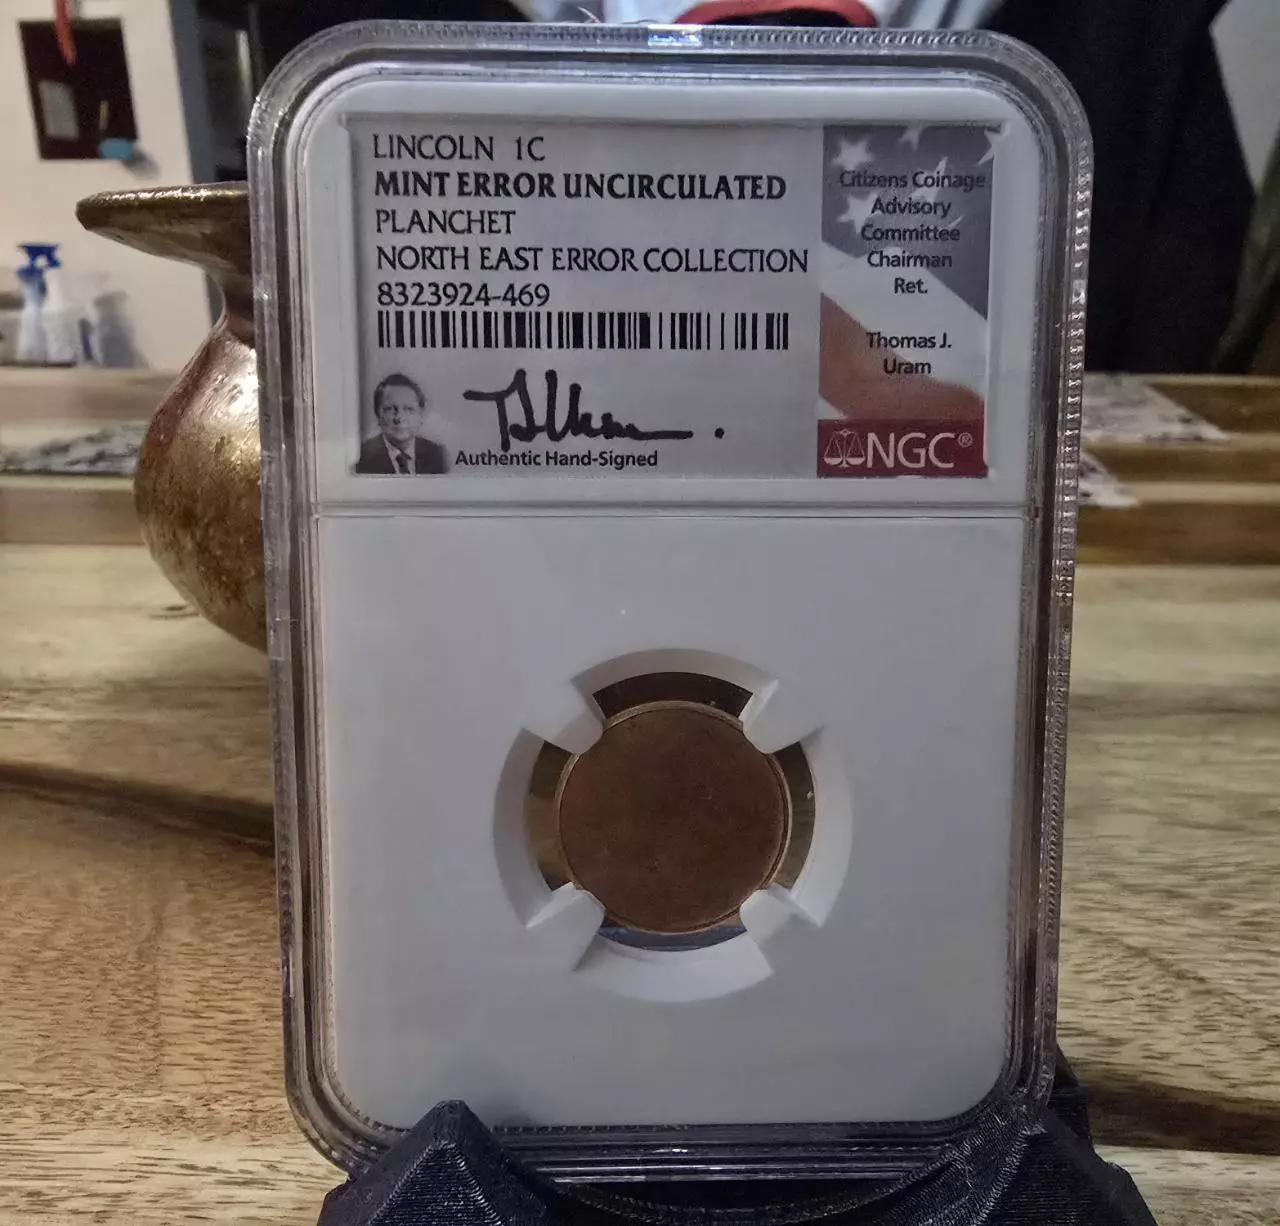 LINCOLN 1C
MINT ERROR UNCIRCULATED
PLANCHET
NORTH EAST ERROR COLLECTION
8323924-469
Authentic Hand-Signed
Citizens Coinage
Advisory
Committee
Chairman
Ret.
Thomas J.
Uram
NGC®